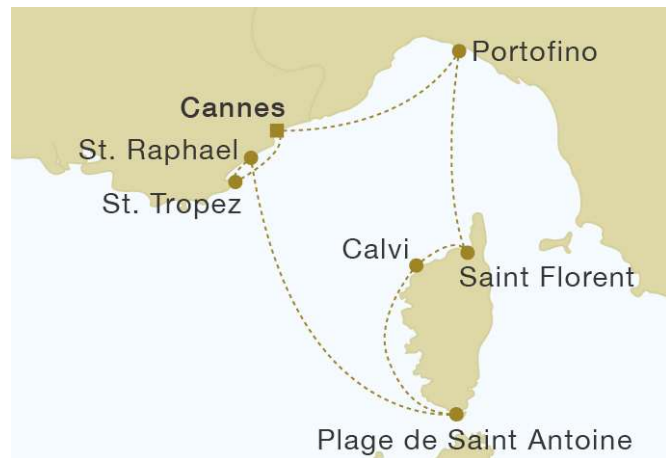 Portofino
Cannes
St. Raphael
St. Tropez
Calvi
Saint Florent
Plage de Saint Antoine